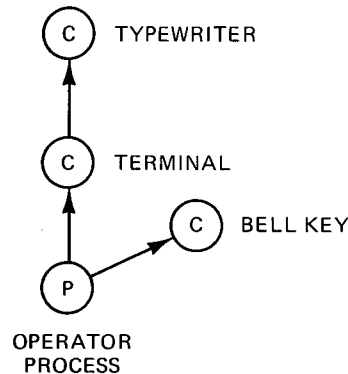 C TYPEWRITER
C TERMINAL
C BELL KEY
P
OPERATOR
PROCESS